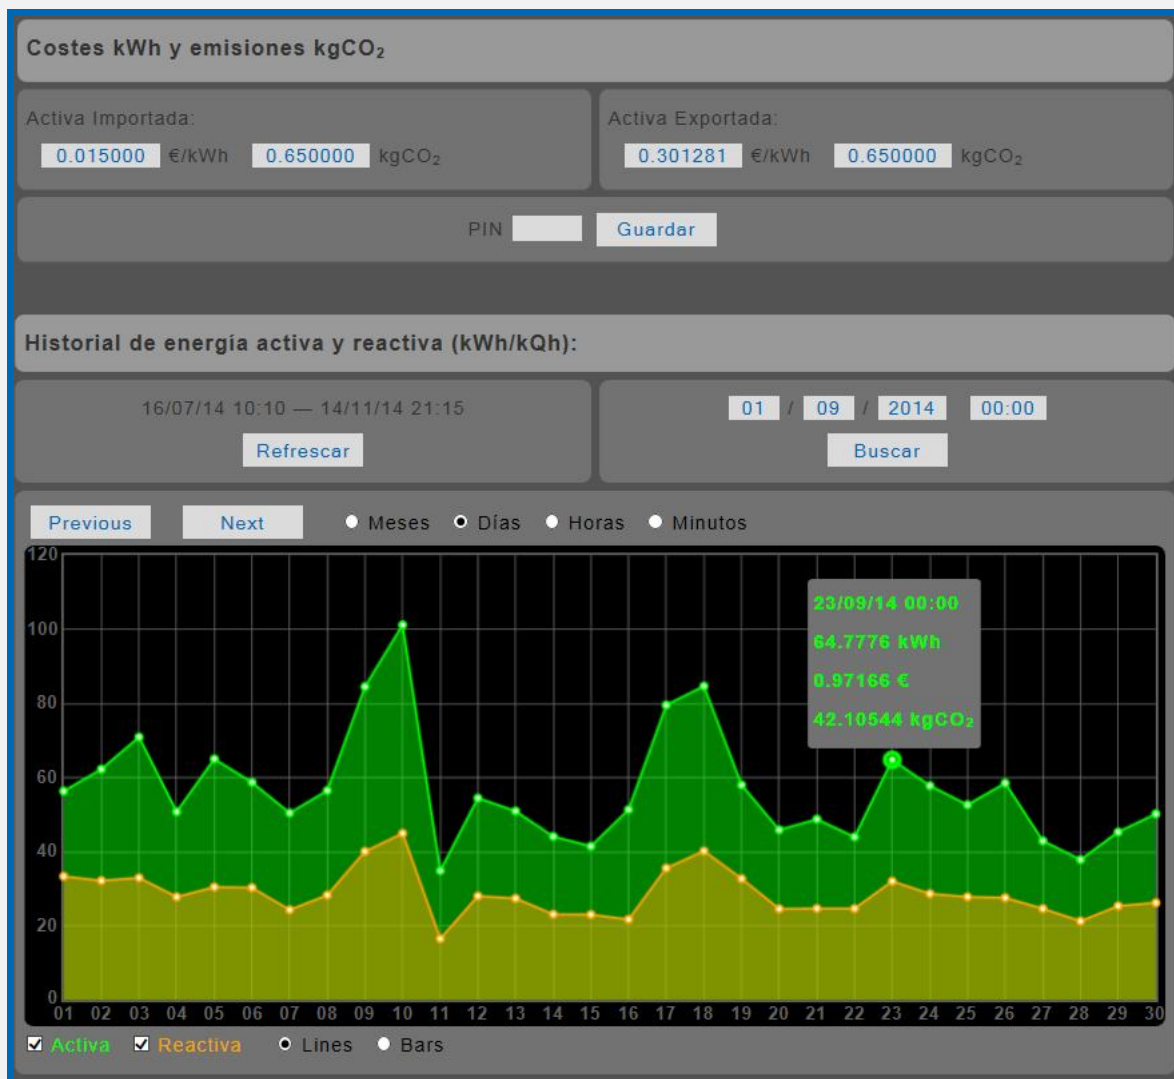 Costes kWh y emisiones kgCO₂
Activa Importada:
0.015000 €/kWh 0.650000 kgCO₂
Activa Exportada:
0.301281 €/kWh 0.650000 kgCO₂
PIN Guardar
Historial de energía activa y reactiva (kWh/kQh):
16/07/14 10:10 — 14/11/14 21:15
Refrescar
01 / 09 / 2014 00:00
Buscar
Previous Next Meses Días Horas Minutos
120
100
80
60
40
20
0
23/09/14 00:00
64.7776 kWh
0.97166 €
42.10544 kgCO₂
01 02 03 04 05 06 07 08 09 10 11 12 13 14 15 16 17 18 19 20 21 22 23 24 25 26 27 28 29 30
Activa Reactiva Lines Bars